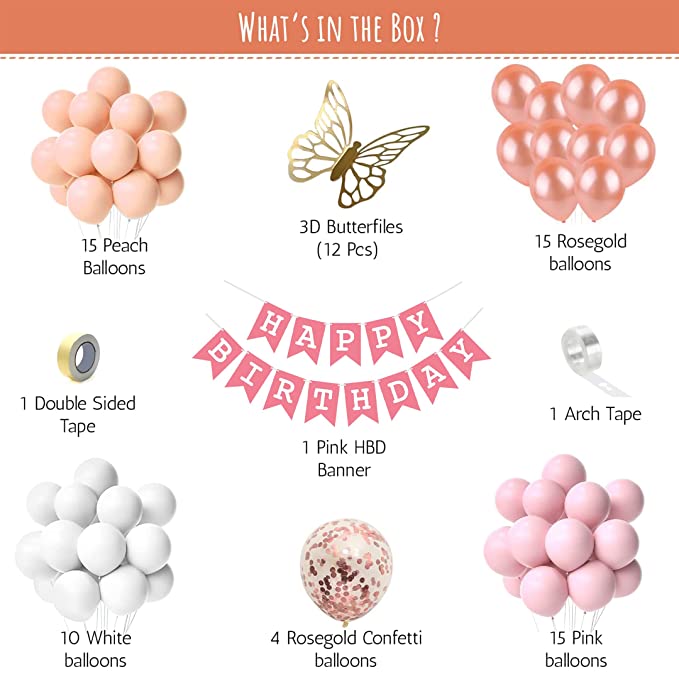 What's in the Box ?
15 Peach
Balloons
3D Butterfiles
(12 Pcs)
15 Rosegold
balloons
HAPPY
BIRTHDAY
1 Double Sided
Tape
1 Pink HBD
Banner
1 Arch Tape
10 White
balloons
4 Rosegold Confetti
balloons
15 Pink
balloons